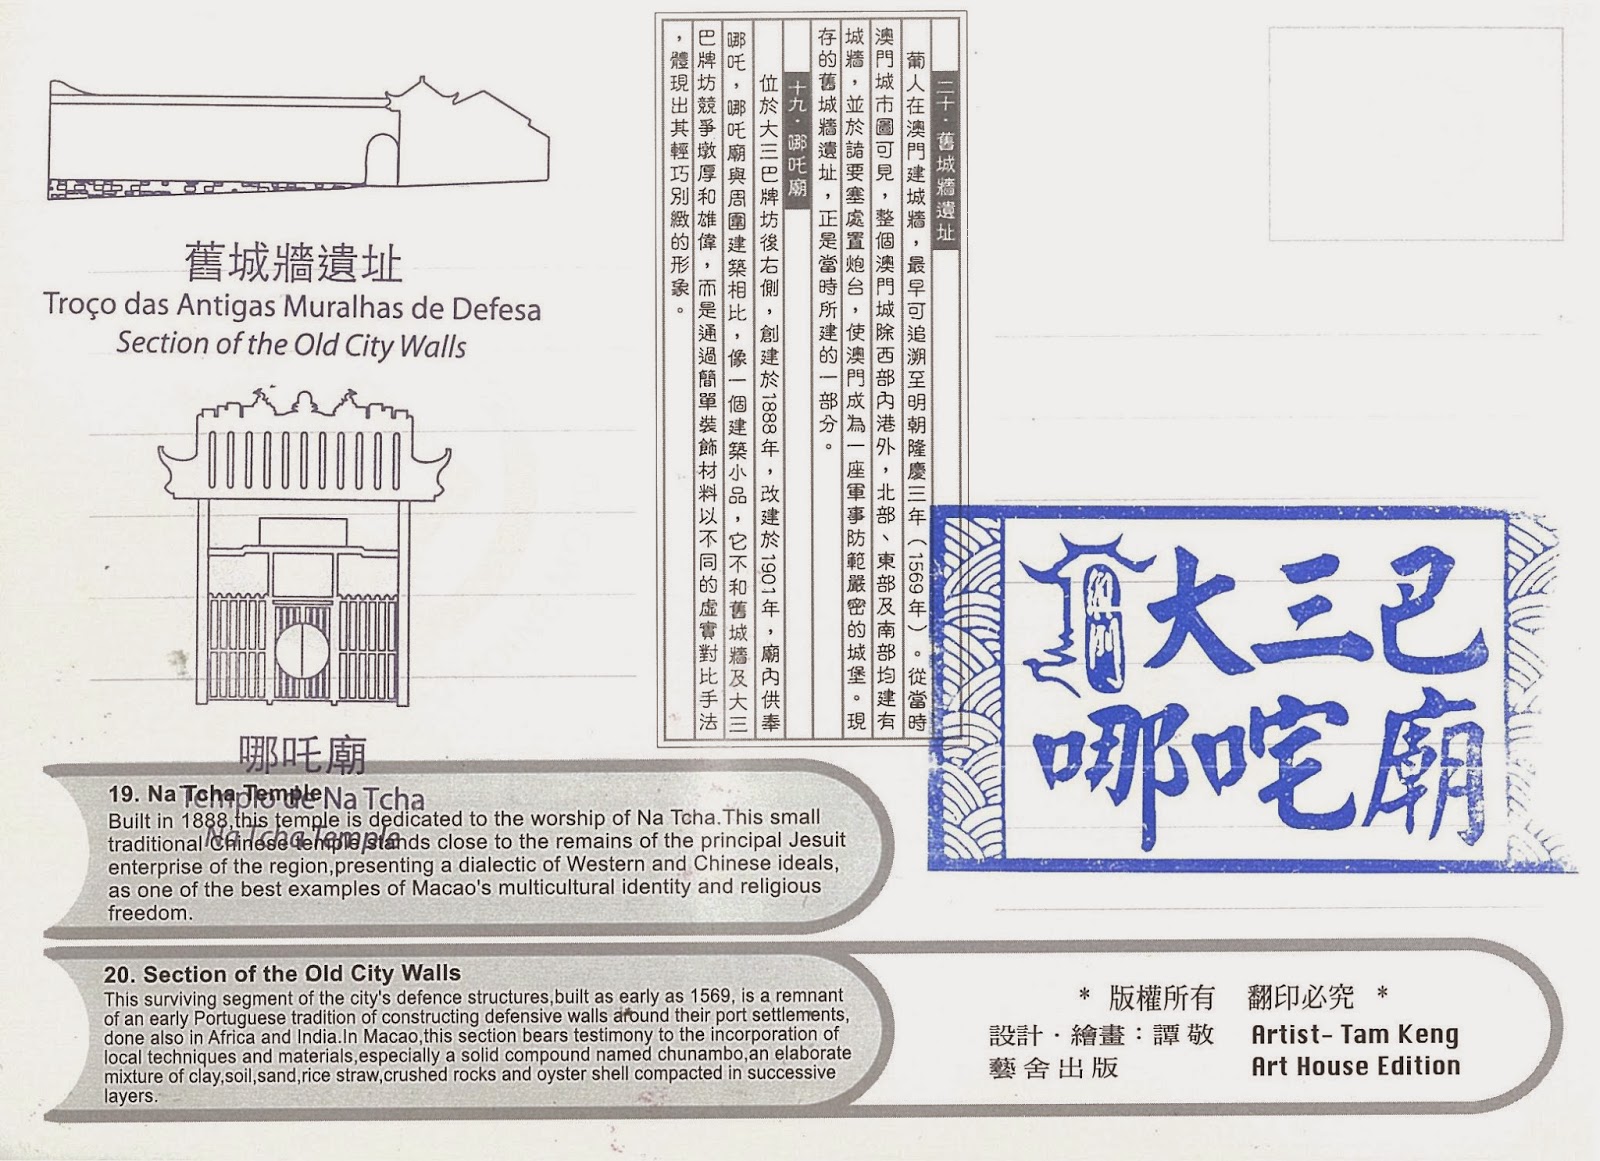 舊城牆遺址
Troço das Antigas Muralhas de Defesa
Section of the Old City Walls
哪吒廟
Templo de Na Tcha
Na Tcha Temple
二十・舊城牆遺址
葡人在澳門建城牆，最早可追溯至明朝隆慶三年（1569年）。從當時
澳門城市圖可見，整個澳門城除西部內港外，北部、東部及南部均建有
城牆，並於諸要塞處置炮台，使澳門成為一座軍事防範嚴密的城堡。現
存的舊城牆遺址，正是當時所建的一部分。
十九・哪吒廟
位於大三巴牌坊後右側，創建於1888年，改建於1901年，廟內供奉
哪吒，哪吒廟與周圍建築相比，像一個建築小品，它不和舊城牆及大三
巴牌坊競爭墩厚和雄偉，而是通過簡單裝飾材料以不同的虛實對比手法
，體現出其輕巧別緻的形象。
澳門
大三巴
哪咤廟
19. Na Tcha Temple
Built in 1888,this temple is dedicated to the worship of Na Tcha.This small
traditional Chinese temple stands close to the remains of the principal Jesuit
enterprise of the region,presenting a dialectic of Western and Chinese ideals,
as one of the best examples of Macao's multicultural identity and religious
freedom.
20. Section of the Old City Walls
This surviving segment of the city's defence structures,built as early as 1569, is a remnant
of an early Portuguese tradition of constructing defensive walls around their port settlements,
done also in Africa and India.In Macao,this section bears testimony to the incorporation of
local techniques and materials,especially a solid compound named chunambo,an elaborate
mixture of clay,soil,sand,rice straw,crushed rocks and oyster shell compacted in successive
layers.
* 版權所有 翻印必究 *
設計・繪畫：譚敬 Artist- Tam Keng
藝舍出版 Art House Edition